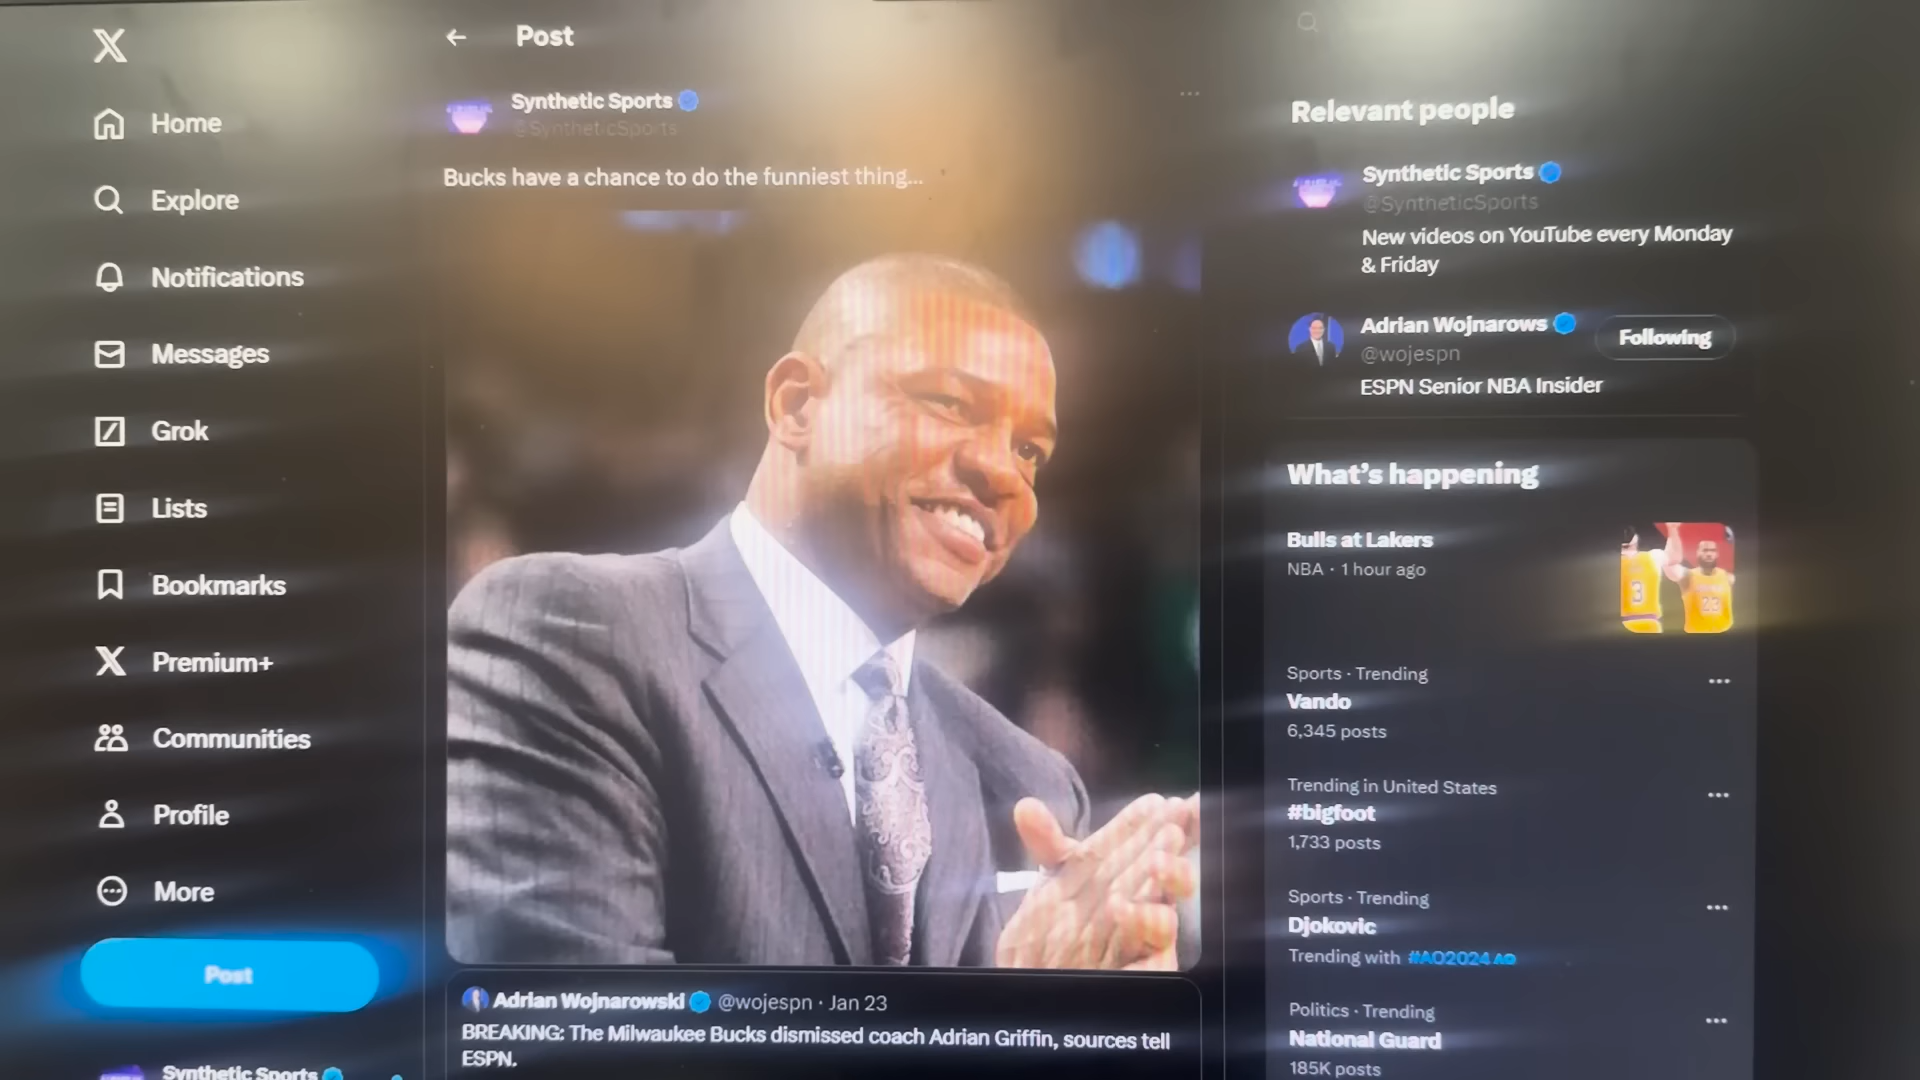 Home
Explore
Notifications
Messages
Grok
Lists
Bookmarks
Premium+
Communities
Profile
More
Post
Synthetic Sports
Post
Synthetic Sports
@SyntheticSports
Bucks have a chance to do the funniest thing...
Adrian Wojnarowski @wojespn · Jan 23
BREAKING: The Milwaukee Bucks dismissed coach Adrian Griffin, sources tell
ESPN.
Relevant people
Synthetic Sports
@SyntheticSports
New videos on YouTube every Monday
& Friday
Adrian Wojnarows
@wojespn
Following
ESPN Senior NBA Insider
What's happening
Bulls at Lakers
NBA · 1 hour ago
3
23
Sports · Trending
Vando
6,345 posts
Trending in United States
#bigfoot
1,733 posts
Sports · Trending
Djokovic
Trending with #AO2024 AO
Politics · Trending
National Guard
185K posts